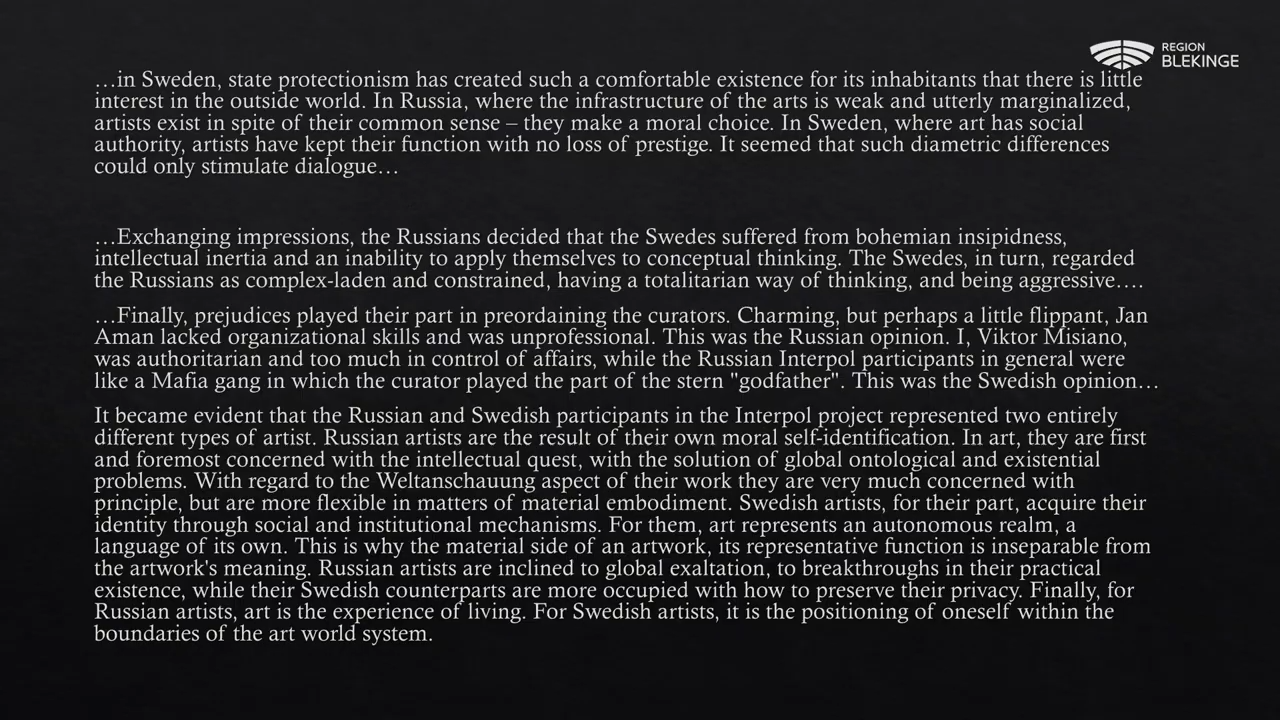 REGION
BLEKINGE
…in Sweden, state protectionism has created such a comfortable existence for its inhabitants that there is little
interest in the outside world. In Russia, where the infrastructure of the arts is weak and utterly marginalized,
artists exist in spite of their common sense – they make a moral choice. In Sweden, where art has social
authority, artists have kept their function with no loss of prestige. It seemed that such diametric differences
could only stimulate dialogue…
…Exchanging impressions, the Russians decided that the Swedes suffered from bohemian insipidness,
intellectual inertia and an inability to apply themselves to conceptual thinking. The Swedes, in turn, regarded
the Russians as complex-laden and constrained, having a totalitarian way of thinking, and being aggressive….
…Finally, prejudices played their part in preordaining the curators. Charming, but perhaps a little flippant, Jan
Aman lacked organizational skills and was unprofessional. This was the Russian opinion. I, Viktor Misiano,
was authoritarian and too much in control of affairs, while the Russian Interpol participants in general were
like a Mafia gang in which the curator played the part of the stern "godfather". This was the Swedish opinion…
It became evident that the Russian and Swedish participants in the Interpol project represented two entirely
different types of artist. Russian artists are the result of their own moral self-identification. In art, they are first
and foremost concerned with the intellectual quest, with the solution of global ontological and existential
problems. With regard to the Weltanschauung aspect of their work they are very much concerned with
principle, but are more flexible in matters of material embodiment. Swedish artists, for their part, acquire their
identity through social and institutional mechanisms. For them, art represents an autonomous realm, a
language of its own. This is why the material side of an artwork, its representative function is inseparable from
the artwork's meaning. Russian artists are inclined to global exaltation, to breakthroughs in their practical
existence, while their Swedish counterparts are more occupied with how to preserve their privacy. Finally, for
Russian artists, art is the experience of living. For Swedish artists, it is the positioning of oneself within the
boundaries of the art world system.